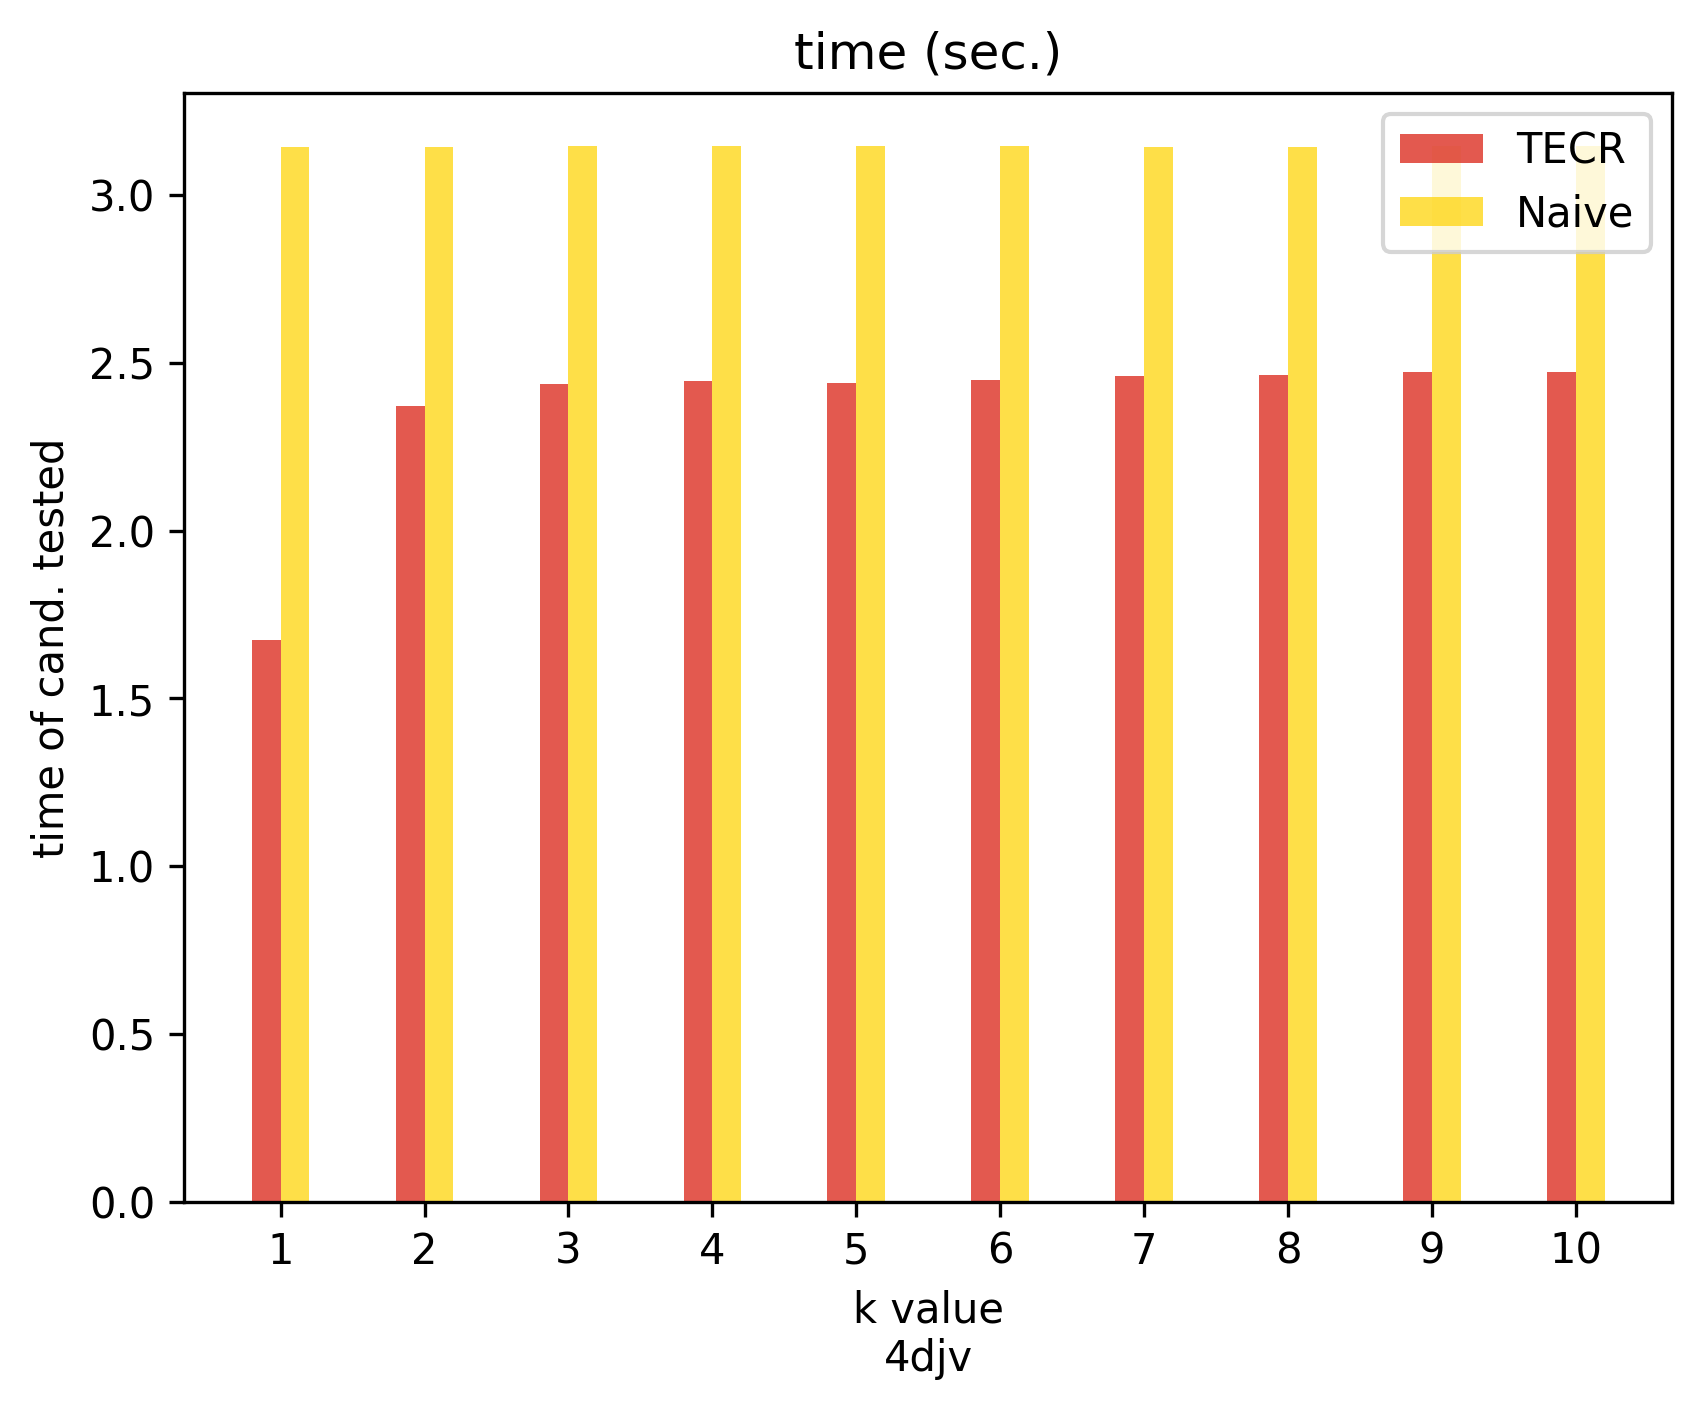 time (sec.)
TECR
Naive
time of cand. tested
3.0
2.5
2.0
1.5
1.0
0.5
0.0
1 2 3 4 5 6 7 8 9 10
k value
4djv